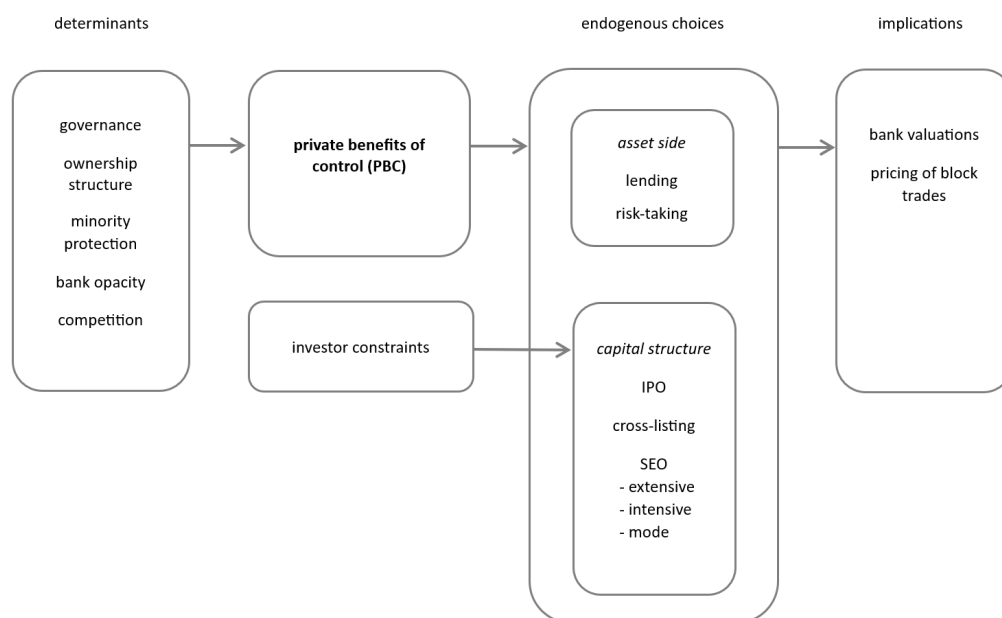 determinants
endogenous choices
implications
governance
ownership
structure
minority
protection
bank opacity
competition
private benefits of
control (PBC)
investor constraints
asset side
lending
risk-taking
capital structure
IPO
cross-listing
SEO
- extensive
- intensive
- mode
bank valuations
pricing of block
trades